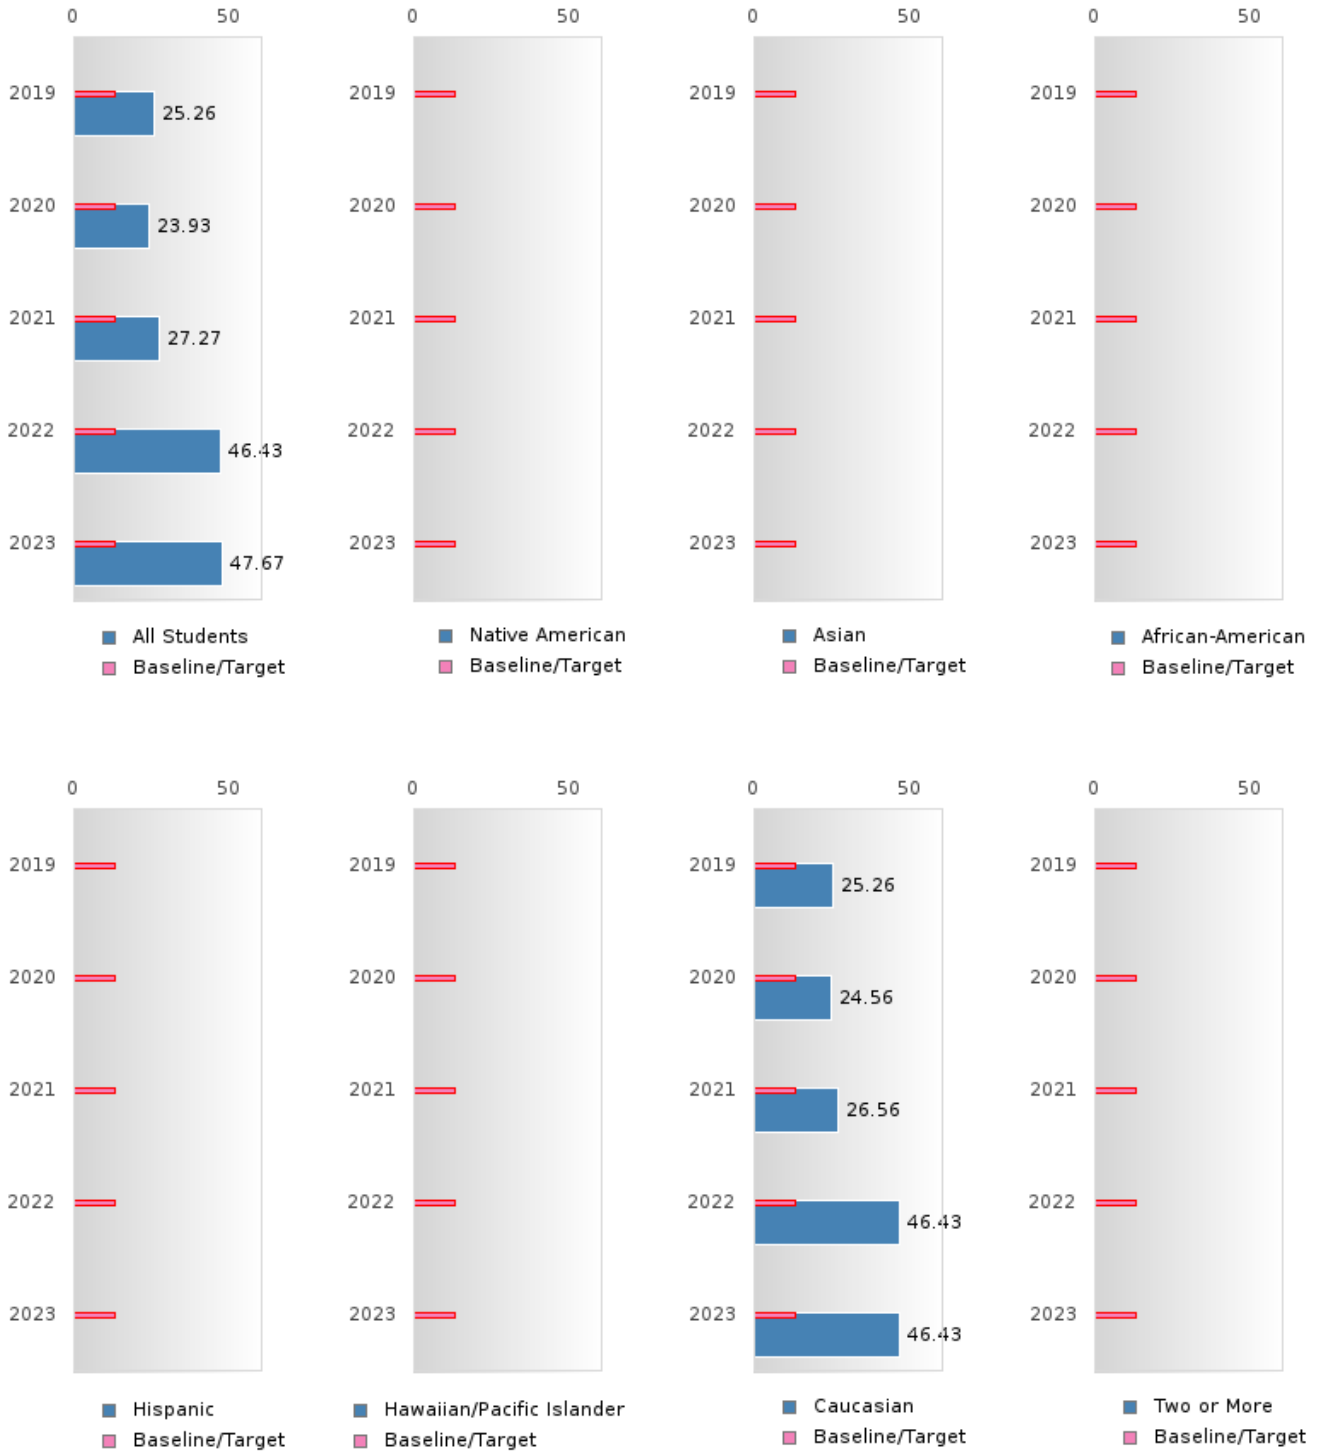 0 50 0 50 0 50 0 50
2019 25.26 2019 2019 2019
2020 23.93 2020 2020 2020
2021 27.27 2021 2021 2021
2022 46.43 2022 2022 2022
2023 47.67 2023 2023 2023
All Students Native American Asian African-American
Baseline/Target Baseline/Target Baseline/Target Baseline/Target
0 50 0 50 0 50 0 50
2019 2019 2019 25.26 2019
2020 2020 2020 24.56 2020
2021 2021 2021 26.56 2021
2022 2022 2022 46.43 2022
2023 2023 2023 46.43 2023
Hispanic Hawaiian/Pacific Islander Caucasian Two or More
Baseline/Target Baseline/Target Baseline/Target Baseline/Target